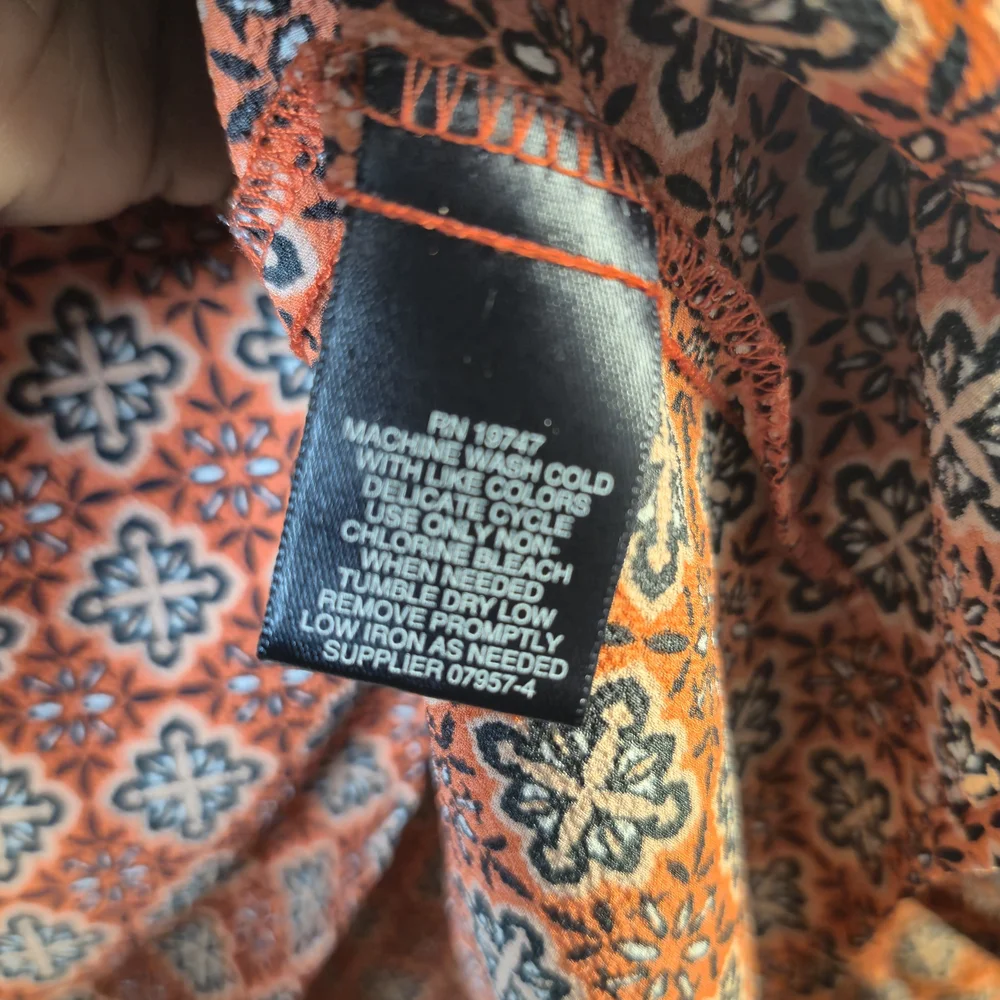 RN 19747
MACHINE WASH COLD
WITH LIKE COLORS
DELICATE CYCLE
USE ONLY NON-
CHLORINE BLEACH
WHEN NEEDED
TUMBLE DRY LOW
REMOVE PROMPTLY
LOW IRON AS NEEDED
SUPPLIER 07957-4